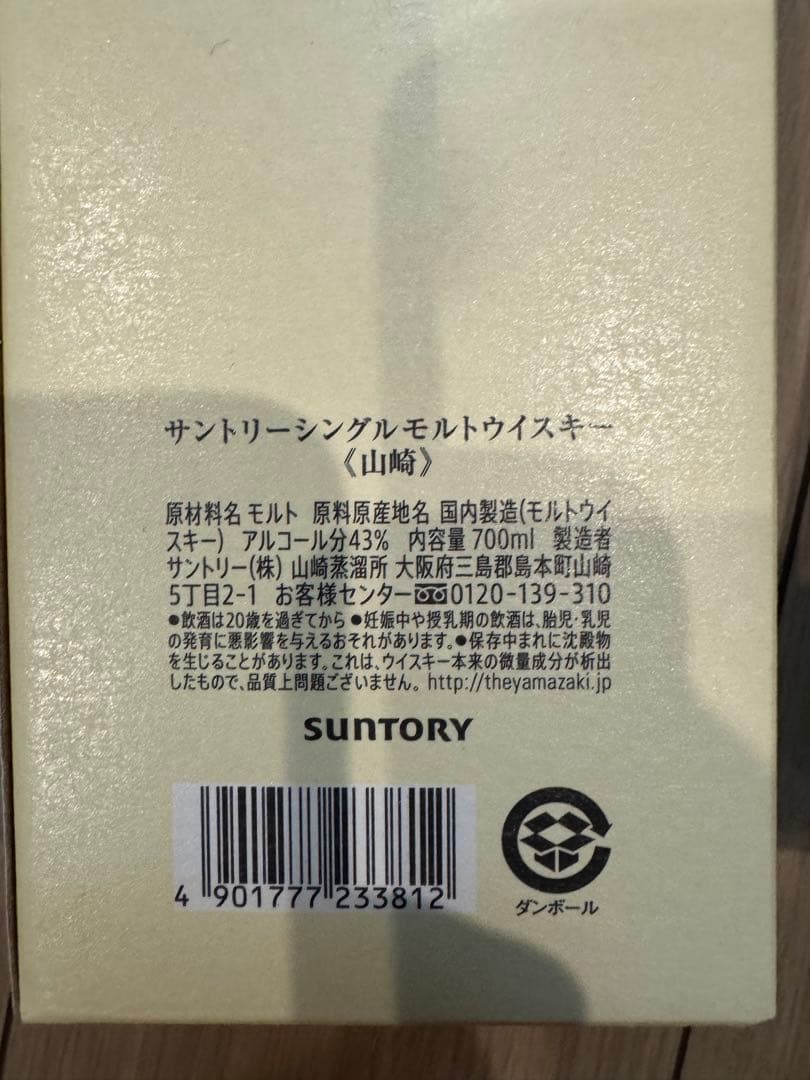 サントリーシングルモルトウイスキー
《山崎》
原材料名 モルト 原料原産地名 国内製造(モルトウイ
スキー) アルコール分43% 内容量 700ml 製造者
サントリー(株) 山崎蒸溜所 大阪府三島郡島本町山崎
5丁目2-1 お客様センター 0120-139-310
●飲酒は20歳を過ぎてから ●妊娠中や授乳期の飲酒は、胎児・乳児
の発育に悪影響を与えるおそれがあります。●保存中まれに沈殿物
を生じることがあります。これは、ウイスキー本来の微量成分が析出
したもので、品質上問題ございません。 http://theyamazaki.jp
SUNTORY
4 901777 233812
ダンボール